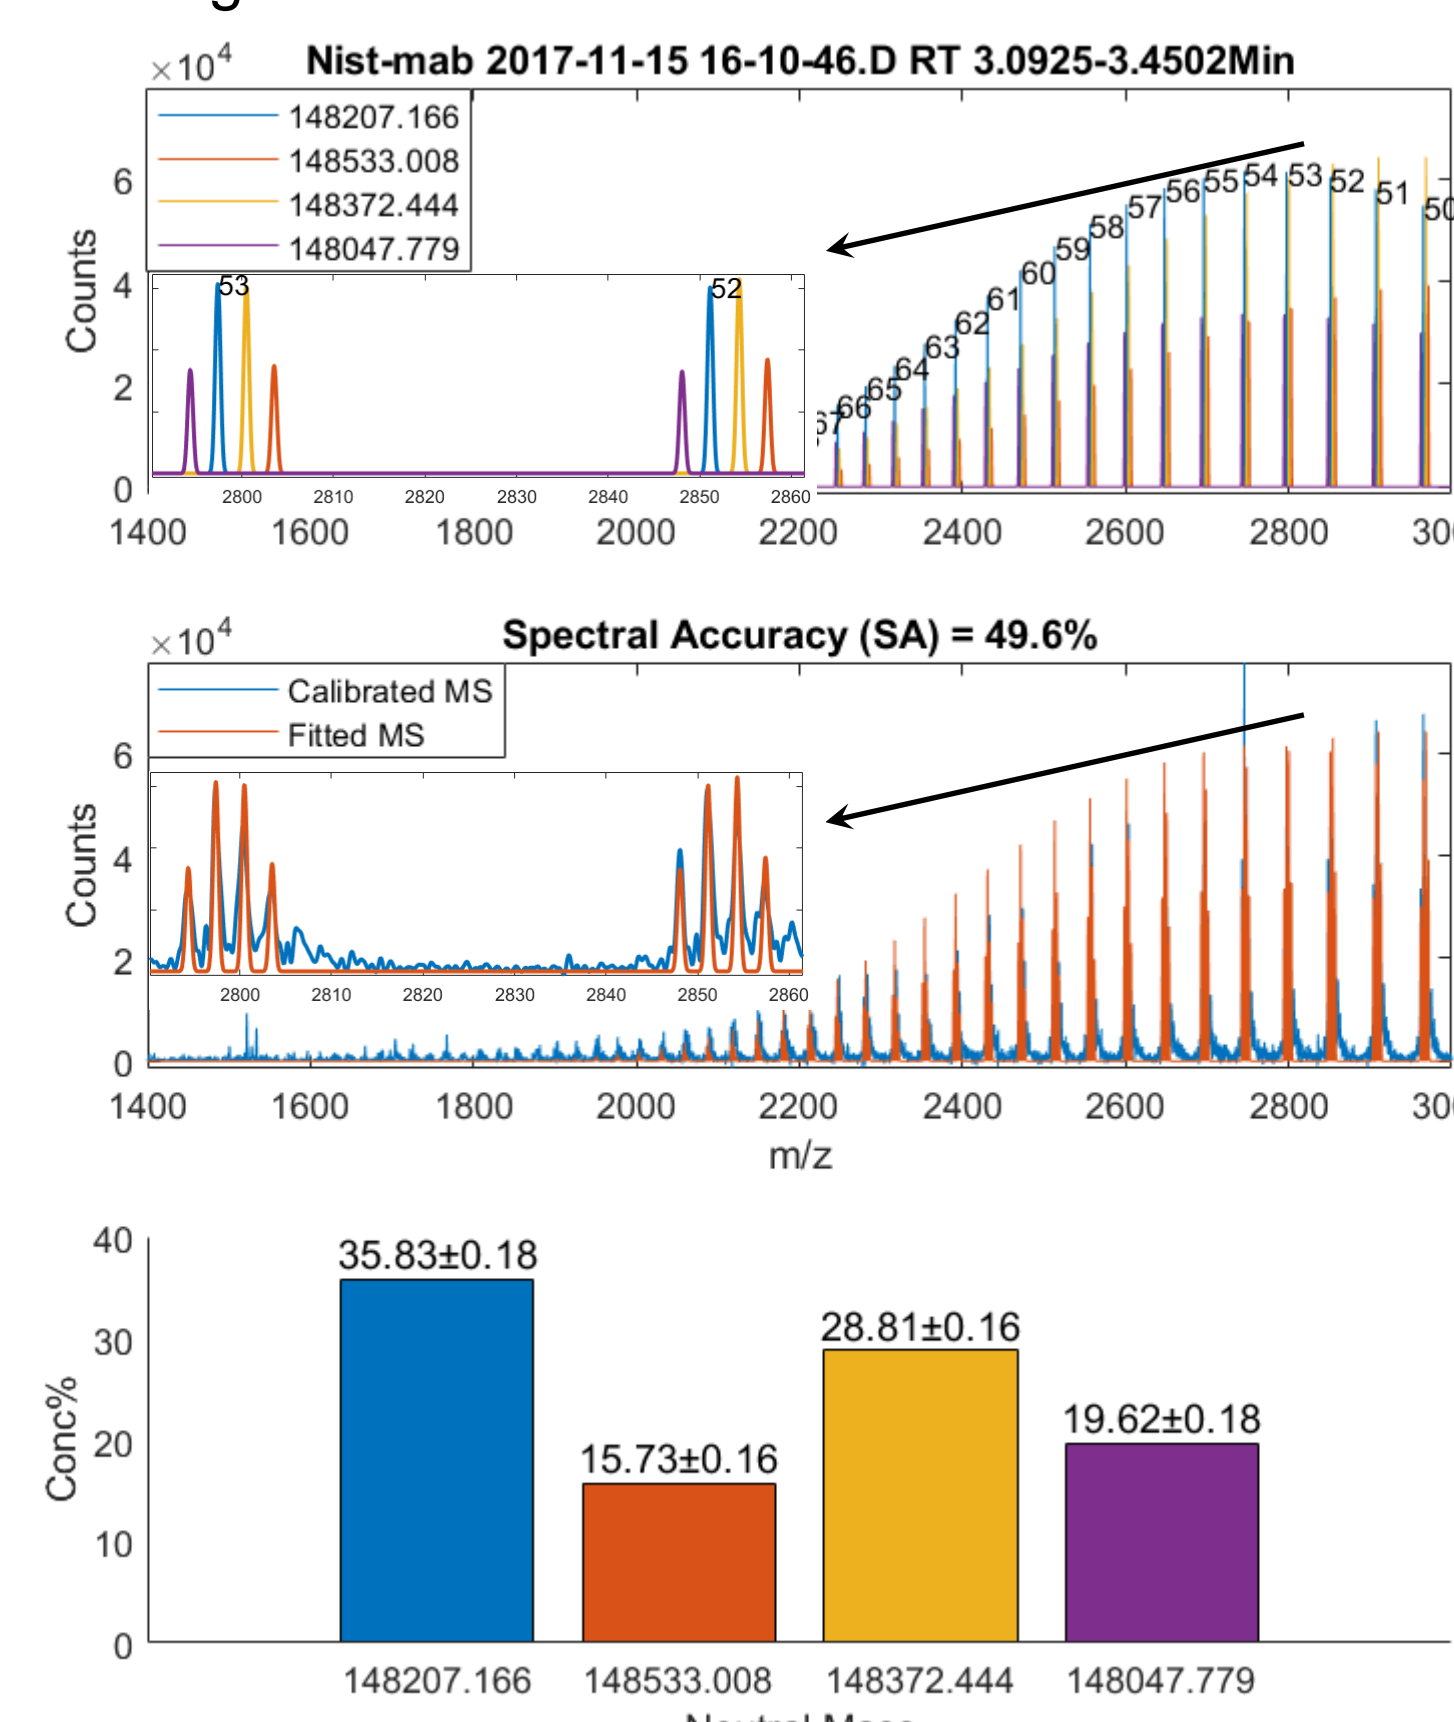 ×10⁴ Nist-mab 2017-11-15 16-10-46.D RT 3.0925-3.4502Min
148207.166
148533.008
148372.444
148047.779
Counts
6
4
2
0
53 52
2800 2810 2820 2830 2840 2850 2860
66 65 64 63 62 61 60 59 58 57 56 55 54 53 52 51
1400 1600 1800 2000 2200 2400 2600 2800
×10⁴ Spectral Accuracy (SA) = 49.6%
Calibrated MS
Fitted MS
Counts
6
4
2
0
2800 2810 2820 2830 2840 2850 2860
1400 1600 1800 2000 2200 2400 2600 2800
m/z
Conc%
40
30
20
10
0
35.83±0.18
15.73±0.16
28.81±0.16
19.62±0.18
148207.166 148533.008 148372.444 148047.779